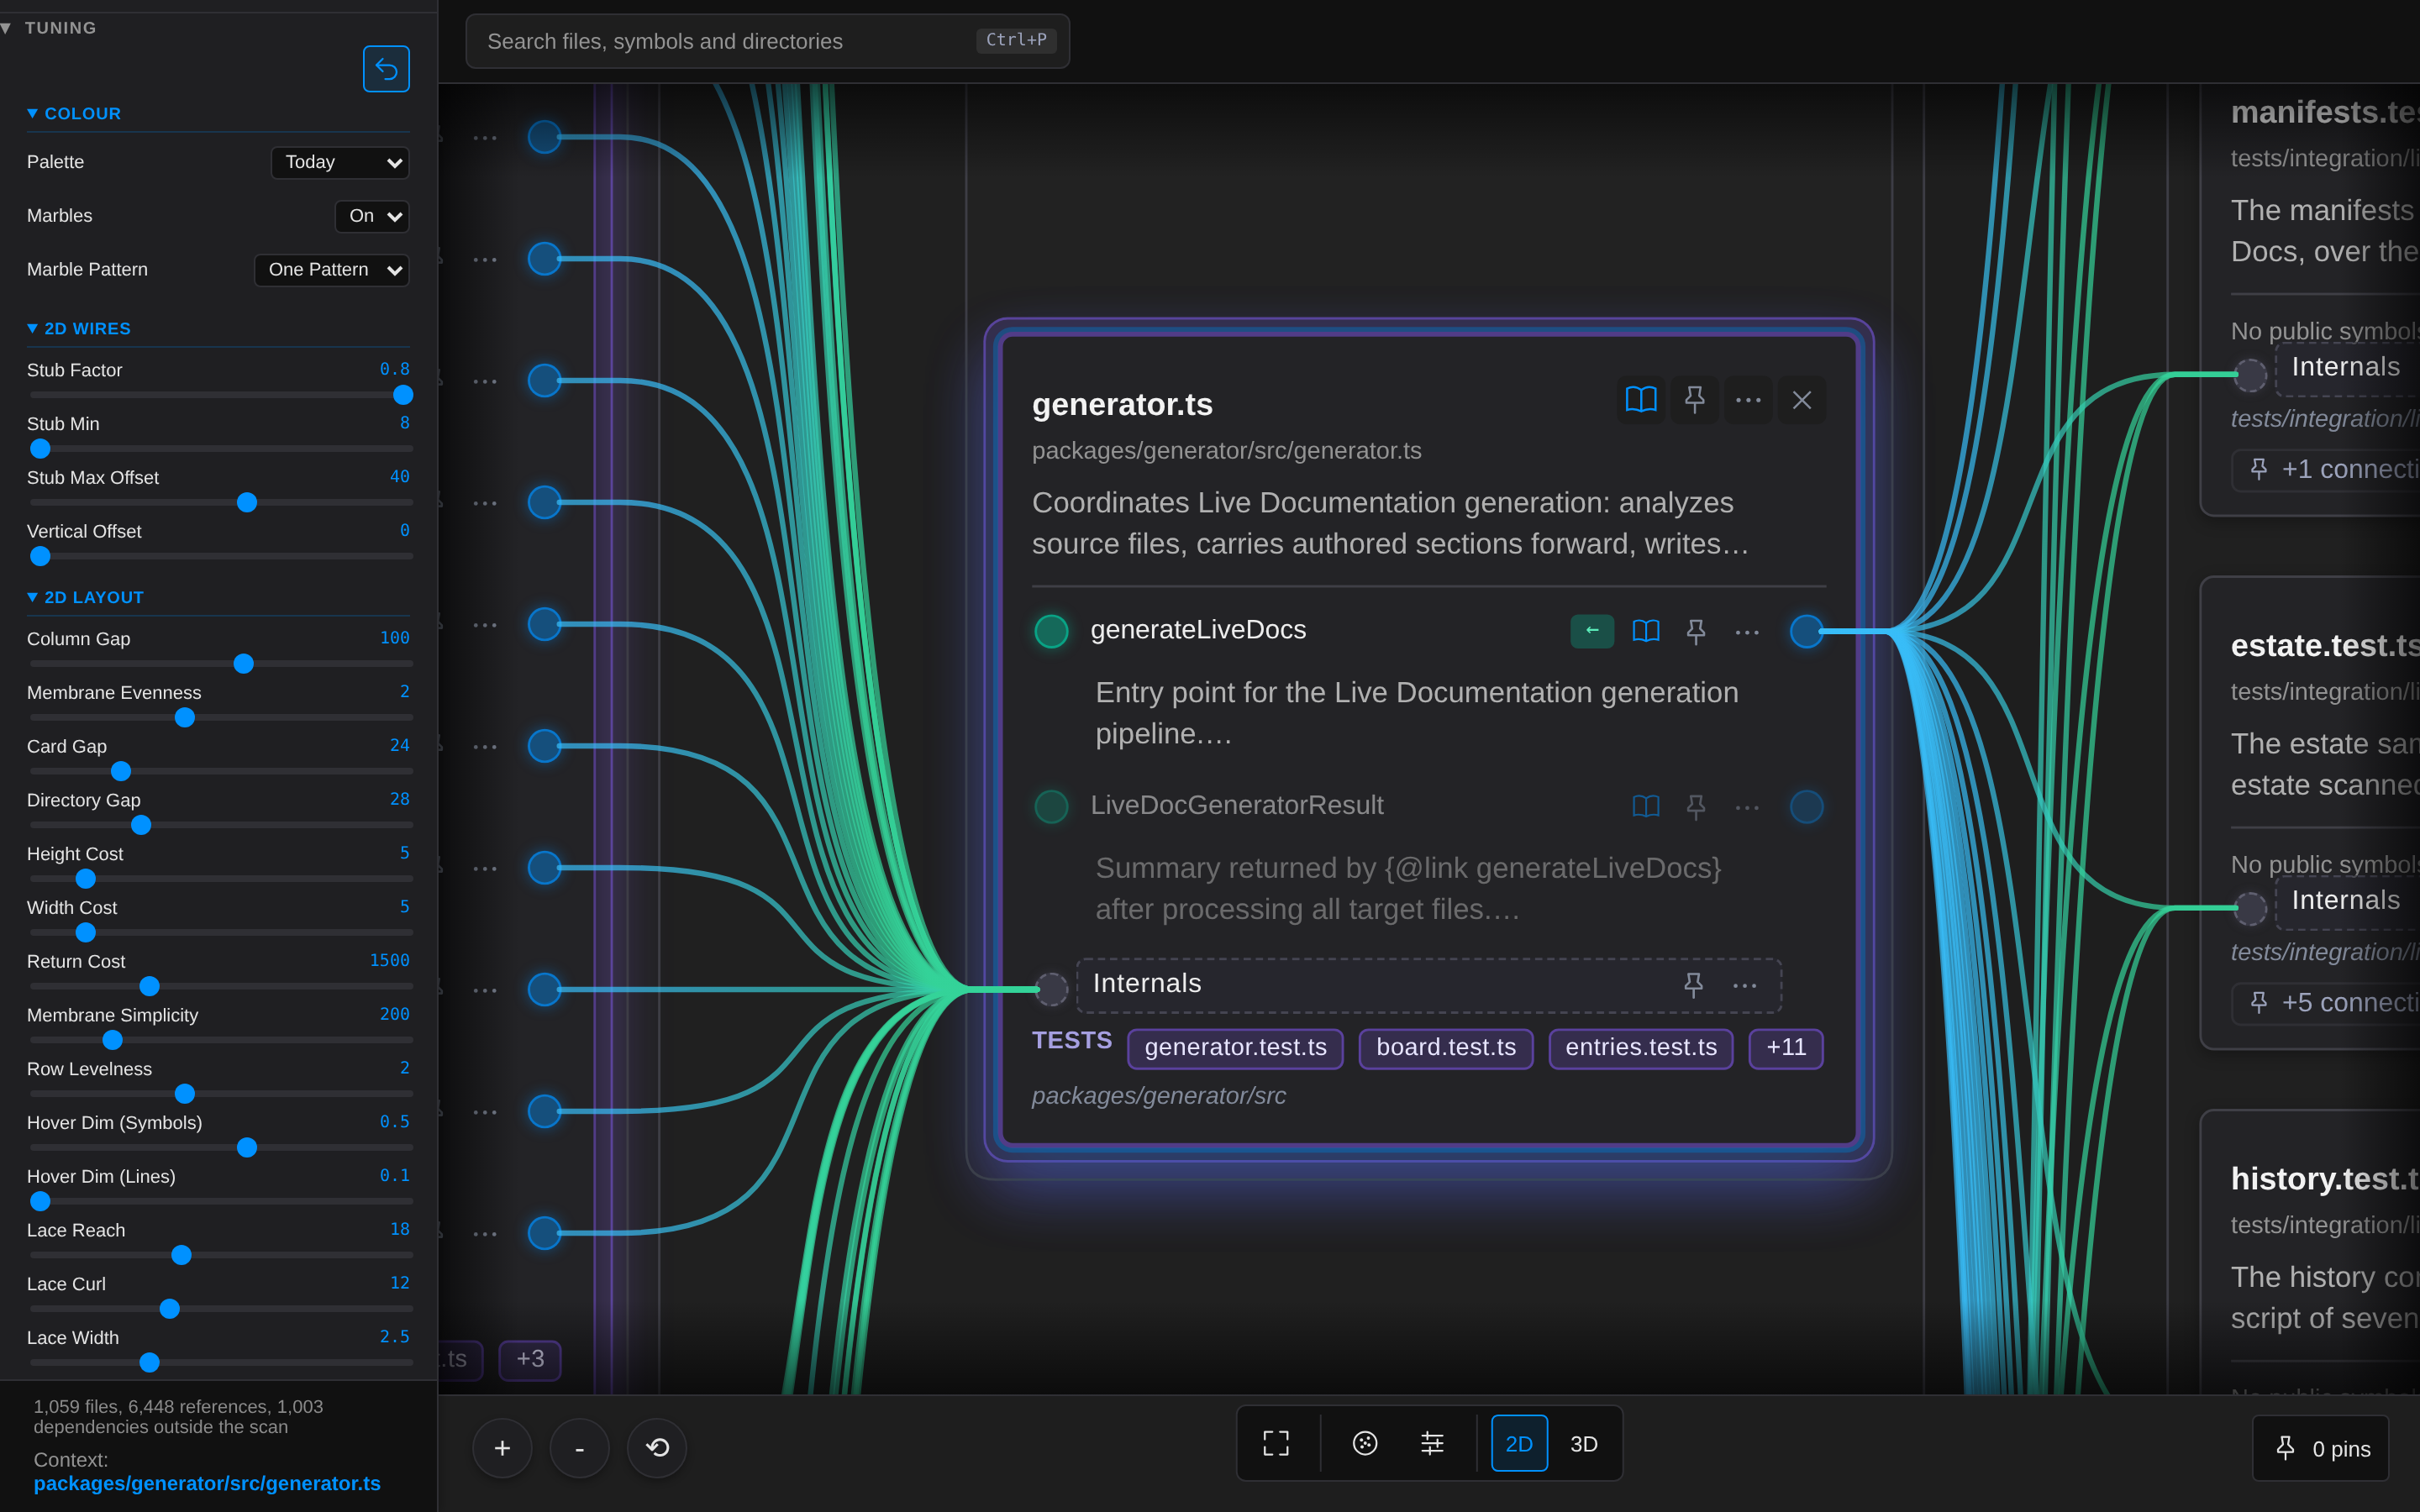 TUNING
COLOUR
Palette Today
Marbles On
Marble Pattern One Pattern
2D WIRES
Stub Factor 0.8
Stub Min 8
Stub Max Offset 40
Vertical Offset 0
2D LAYOUT
Column Gap 100
Membrane Evenness 2
Card Gap 24
Directory Gap 28
Height Cost 5
Width Cost 5
Return Cost 1500
Membrane Simplicity 200
Row Levelness 2
Hover Dim (Symbols) 0.5
Hover Dim (Lines) 0.1
Lace Reach 18
Lace Curl 12
Lace Width 2.5
1,059 files, 6,448 references, 1,003
dependencies outside the scan
Context:
packages/generator/src/generator.ts
Search files, symbols and directories Ctrl+P
.ts +3
generator.ts
packages/generator/src/generator.ts
Coordinates Live Documentation generation: analyzes
source files, carries authored sections forward, writes…
generateLiveDocs ←
Entry point for the Live Documentation generation
pipeline.…
LiveDocGeneratorResult
Summary returned by {@link generateLiveDocs}
after processing all target files.…
Internals
TESTS generator.test.ts board.test.ts entries.test.ts +11
packages/generator/src
manifests.te
tests/integration/li
The manifests
Docs, over the
No public symbols
Internals
tests/integration/li
+1 connecti
estate.test.ts
tests/integration/li
The estate san
estate scanned
No public symbols
Internals
tests/integration/li
+5 connecti
history.test.t
tests/integration/li
The history co
script of seven
+ - ⟲
2D 3D
0 pins